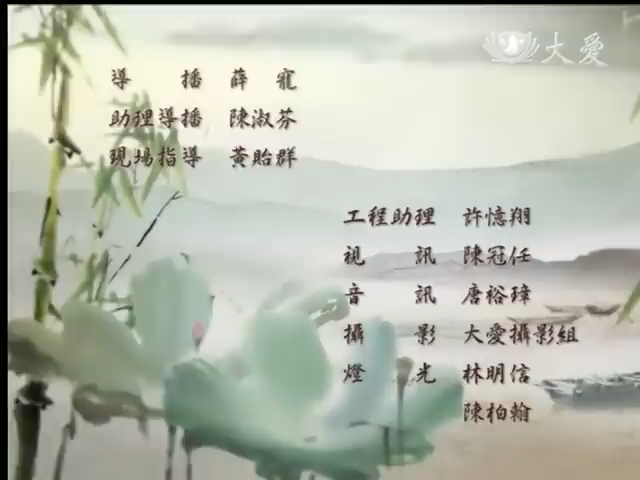 大愛
導播 薛寵
助理導播 陳淑芬
現場指導 黃貽群
工程助理 許憶翔
視訊 陳冠任
音訊 唐裕瑋
攝影 大愛攝影組
燈光 林明信
陳柏翰